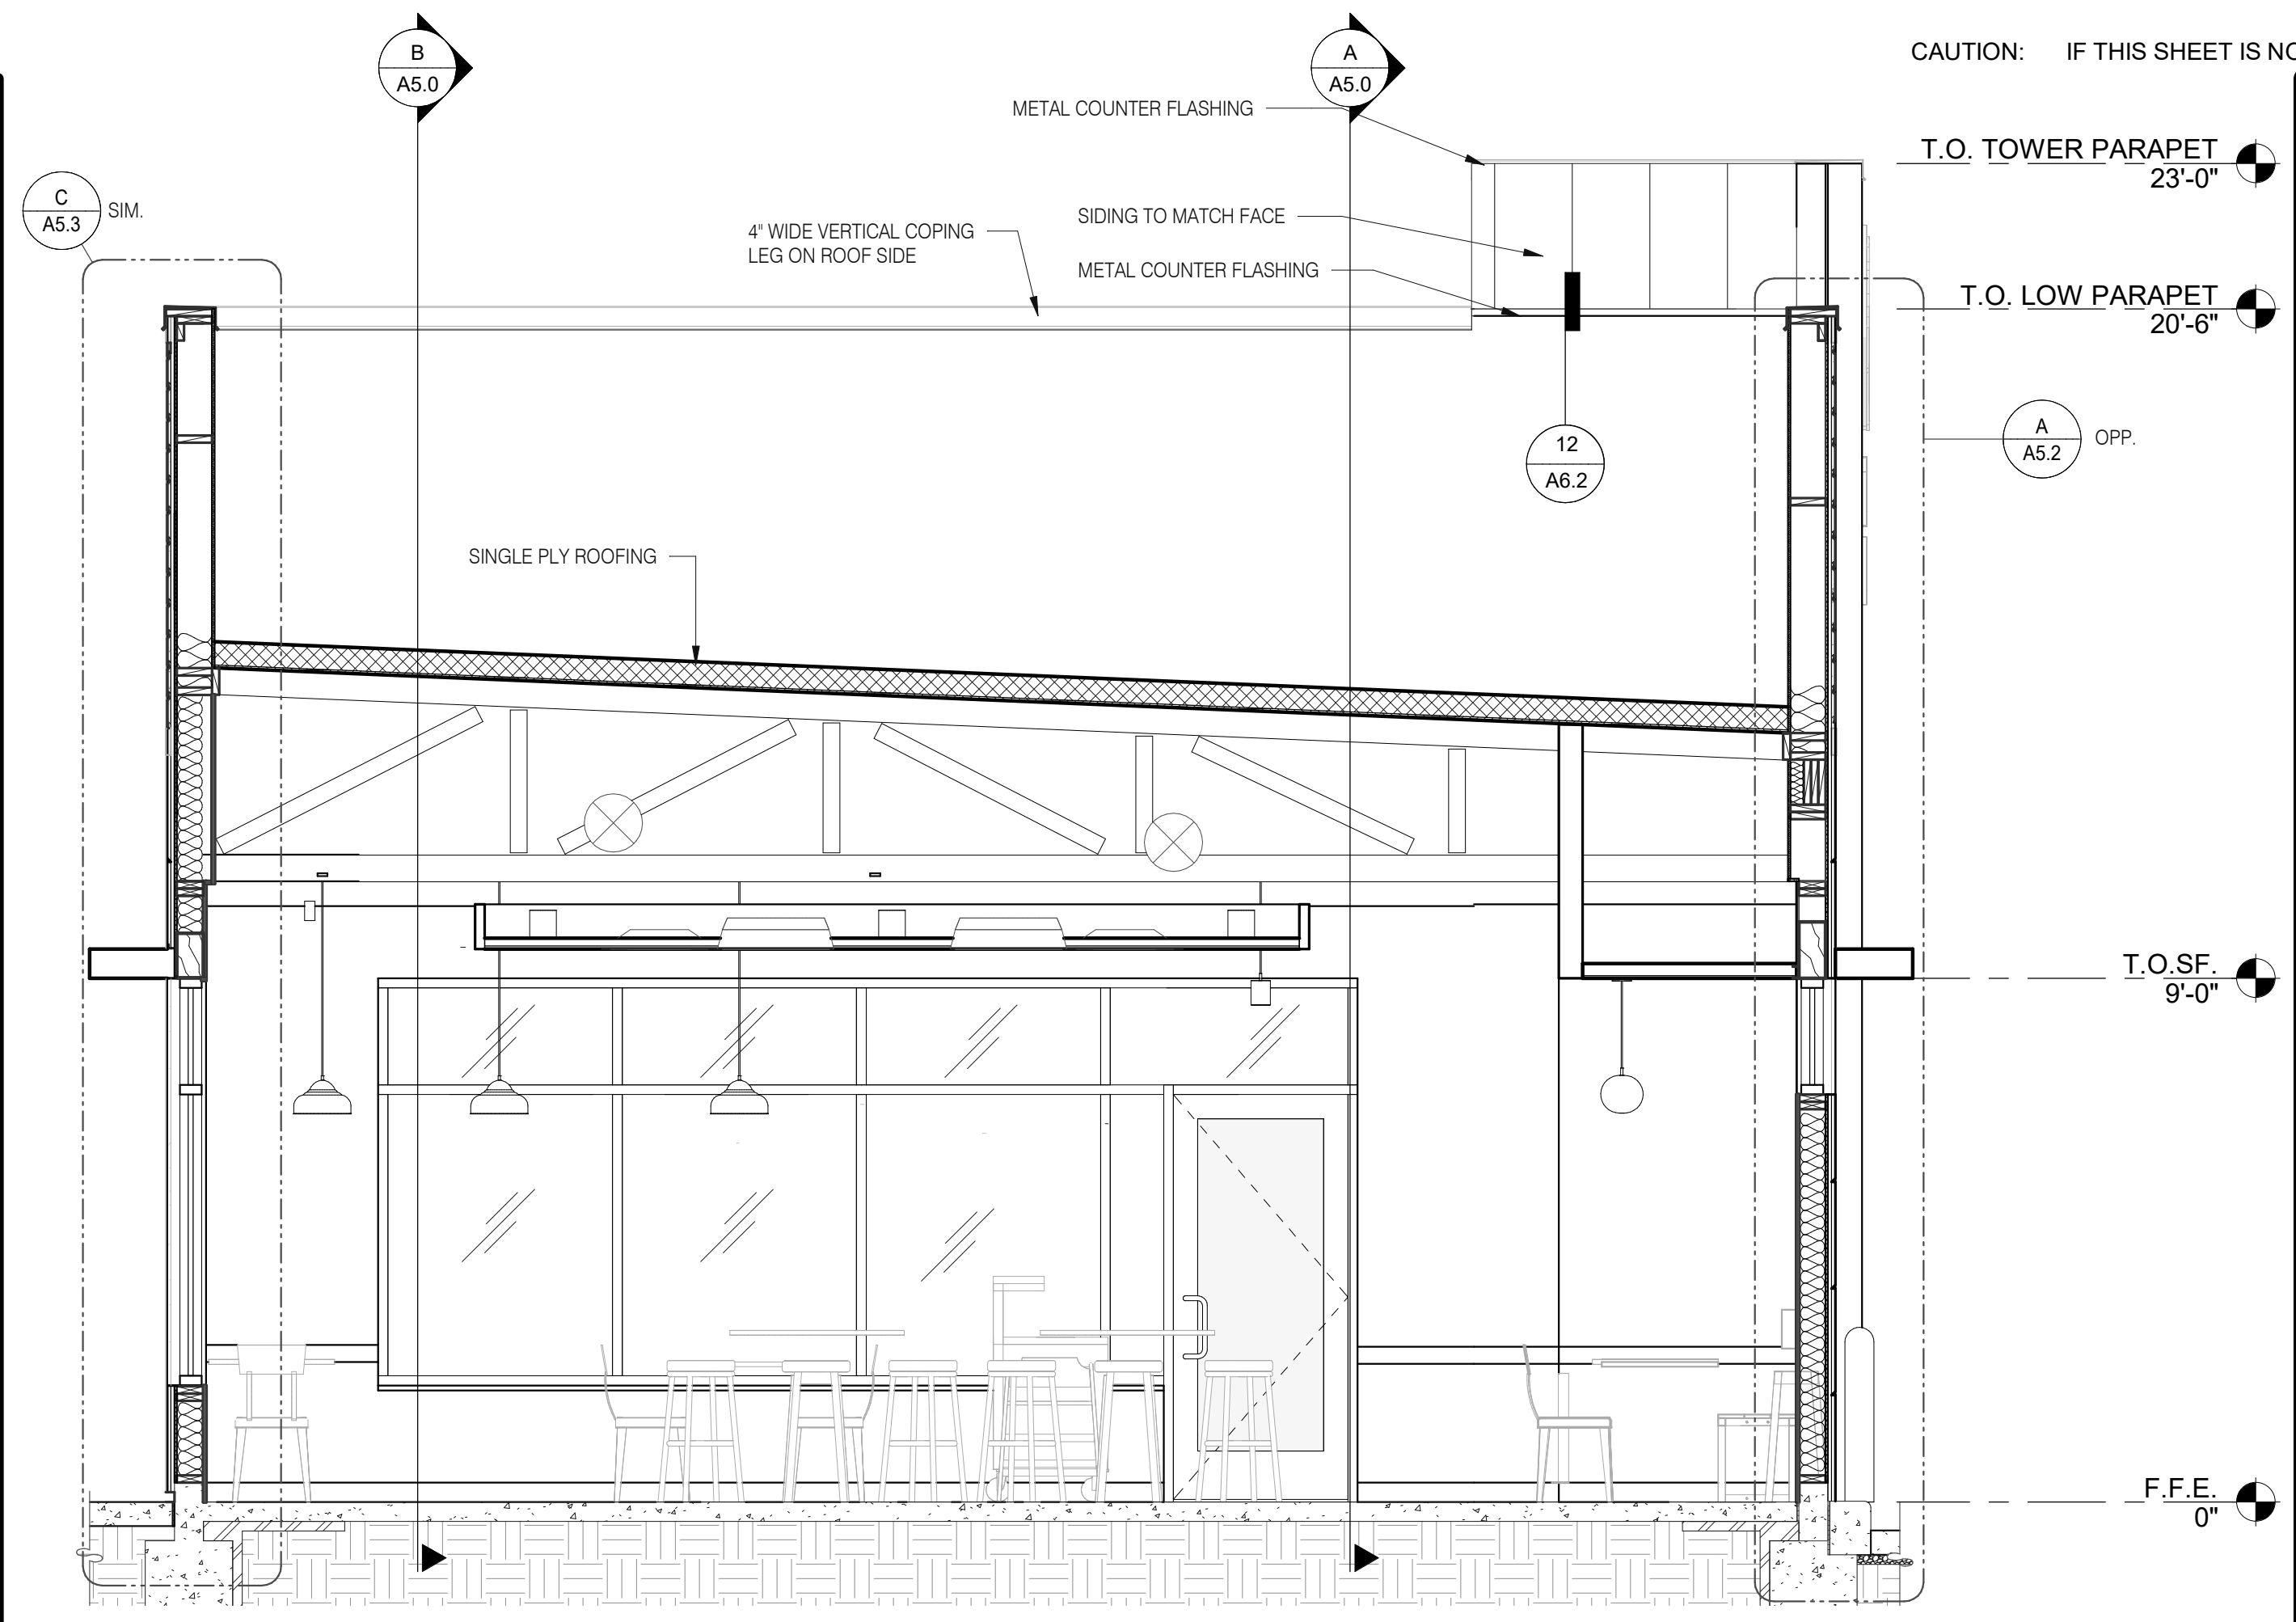 B
A5.0
A
A5.0
CAUTION: IF THIS SHEET IS NO
METAL COUNTER FLASHING
T.O. TOWER PARAPET
23'-0"
C
A5.3
SIM.
4" WIDE VERTICAL COPING
LEG ON ROOF SIDE
SIDING TO MATCH FACE
METAL COUNTER FLASHING
T.O. LOW PARAPET
20'-6"
12
A6.2
A
A5.2
OPP.
SINGLE PLY ROOFING
T.O.SF.
9'-0"
F.F.E.
0"